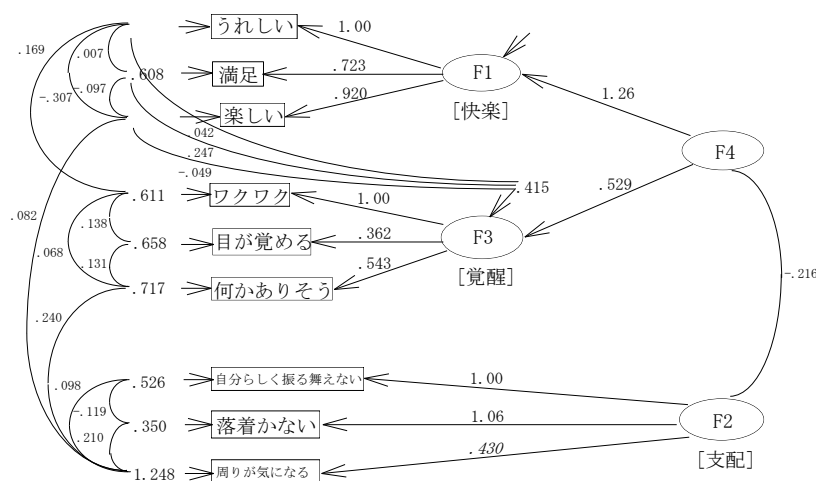 うれしい
1.00
.169
.007
.608
満足
.723
F1
-.307
-.097
.920
楽しい
[快楽]
1.26
.042
.247
-.049
F4
.415
.529
.611
ワクワク
1.00
.082
.138
.658
目が覚める
.362
F3
.068
.131
.543
[覚醒]
.717
何かありそう
-.216
.240
.098
.526
自分らしく振る舞えない
1.00
-.119
.350
落着かない
1.06
F2
.210
.430
[支配]
1.248
周りが気になる